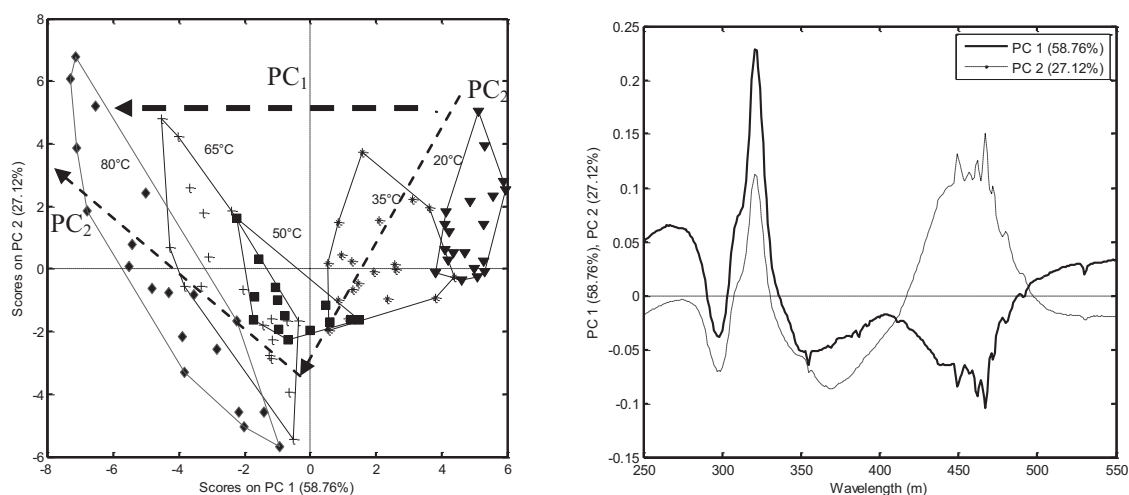 8
6
4
2
0
-2
-4
-6
-8 -6 -4 -2 0 2 4 6
Scores on PC 2 (27.12%)
Scores on PC 1 (58.76%)
PC1
PC2
PC2
80°C
65°C
50°C
35°C
20°C
0.25
0.20
0.15
0.10
0.05
0
-0.05
-0.1
-0.15
250 300 350 400 450 500 550
PC 1 (58.76%), PC 2 (27.12%)
Wavelength (m)
PC 1 (58.76%)
PC 2 (27.12%)